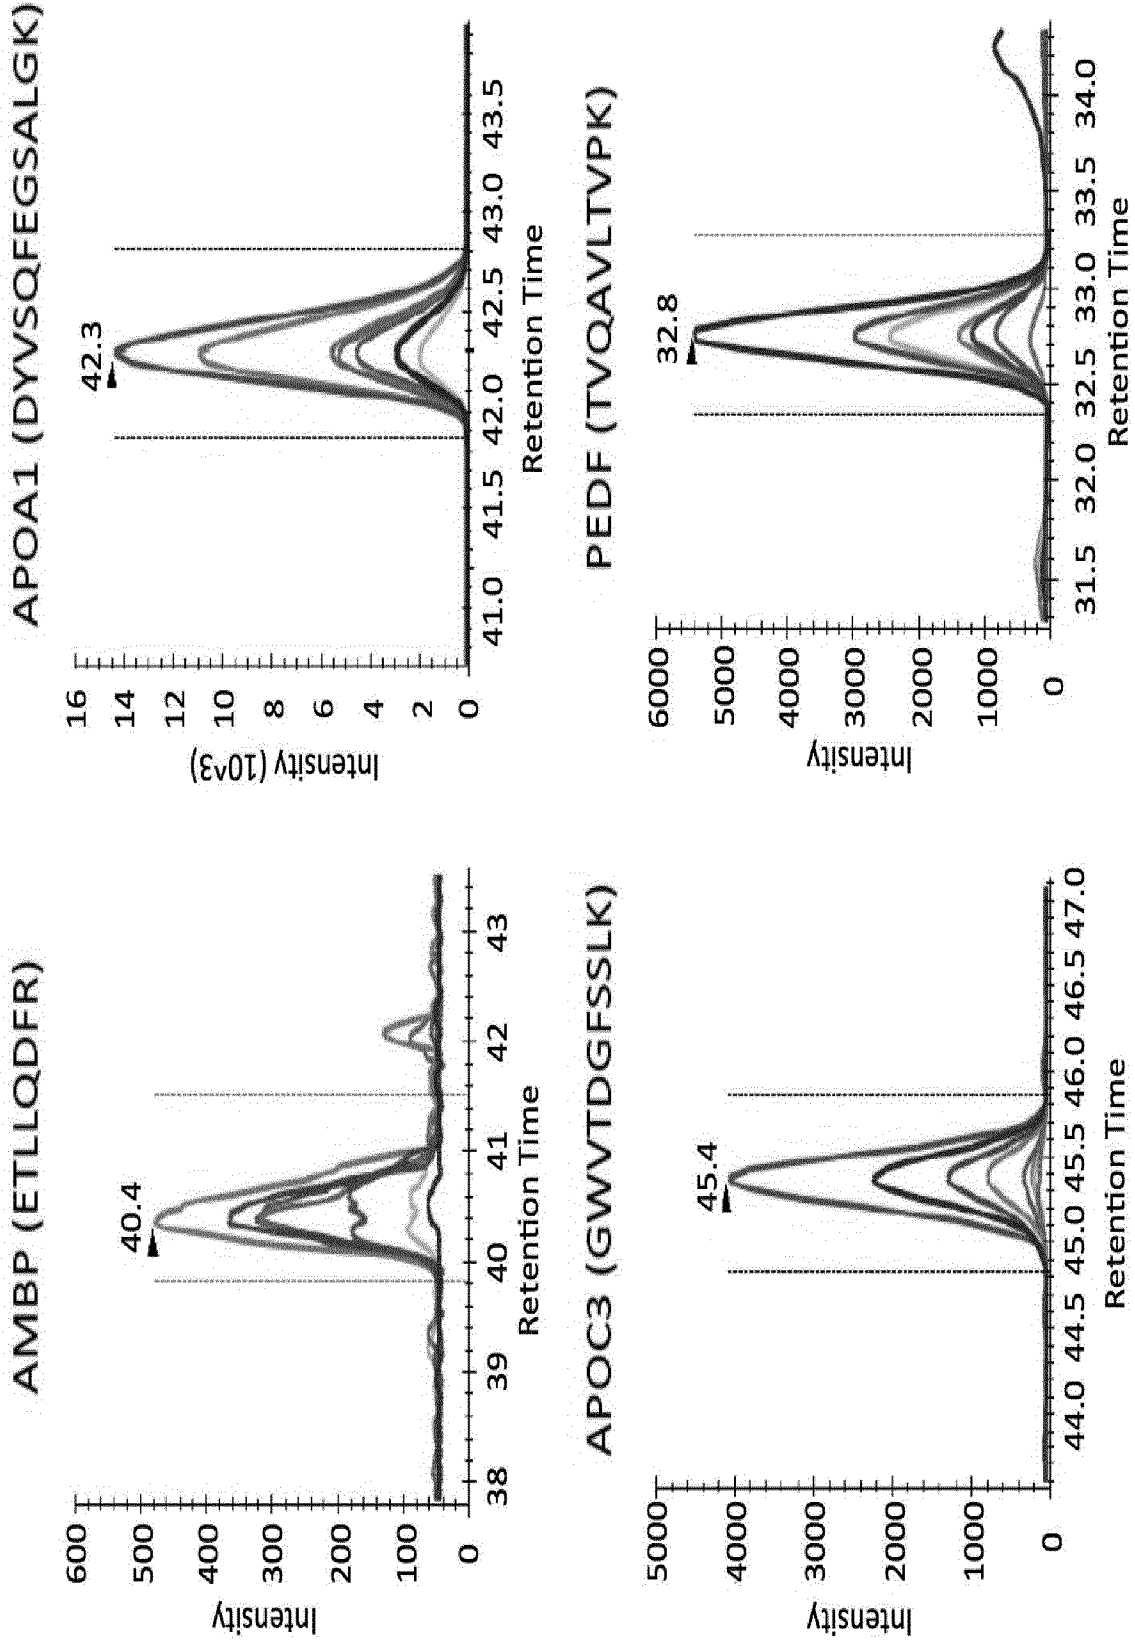 AMBP (ETLLQDFR)
40.4
600
500
400
300
200
100
0
Intensity
38 39 40 41 42 43
Retention Time
APOA1 (DYVSQFEGSALGK)
42.3
16
14
12
10
8
6
4
2
0
Intensity (10^3)
41.0 41.5 42.0 42.5 43.0 43.5
Retention Time
APOC3 (GWVTDGFSSLK)
45.4
5000
4000
3000
2000
1000
0
Intensity
44.0 44.5 45.0 45.5 46.0 46.5 47.0
Retention Time
PEDF (TVQAVLTVPK)
32.8
6000
5000
4000
3000
2000
1000
0
Intensity
31.5 32.0 32.5 33.0 33.5 34.0
Retention Time